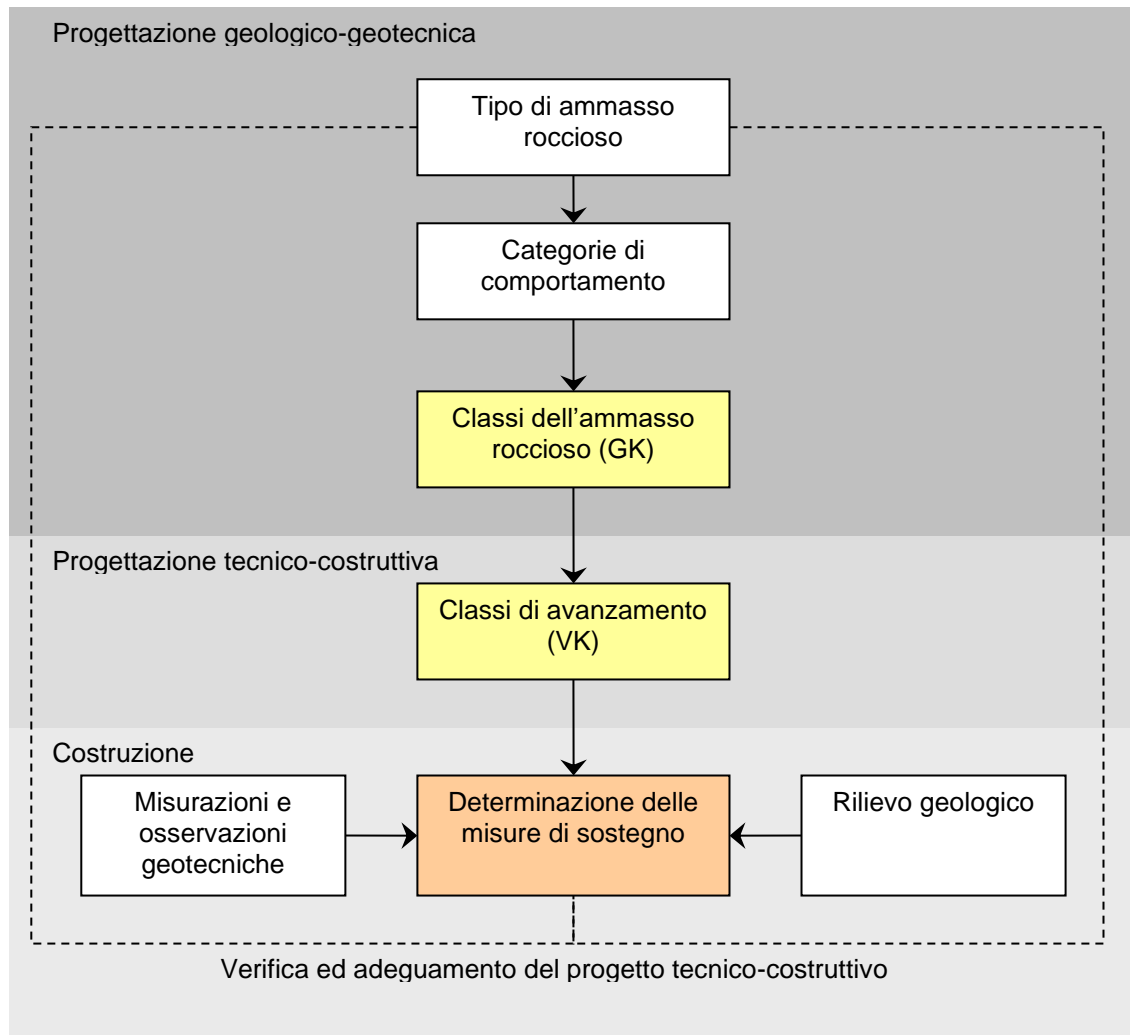 Progettazione geologico-geotecnica
Tipo di ammasso
roccioso
Categorie di
comportamento
Classi dell’ammasso
roccioso (GK)
Progettazione tecnico-costruttiva
Classi di avanzamento
(VK)
Costruzione
Misurazioni e
osservazioni
geotecniche
Determinazione delle
misure di sostegno
Rilievo geologico
Verifica ed adeguamento del progetto tecnico-costruttivo